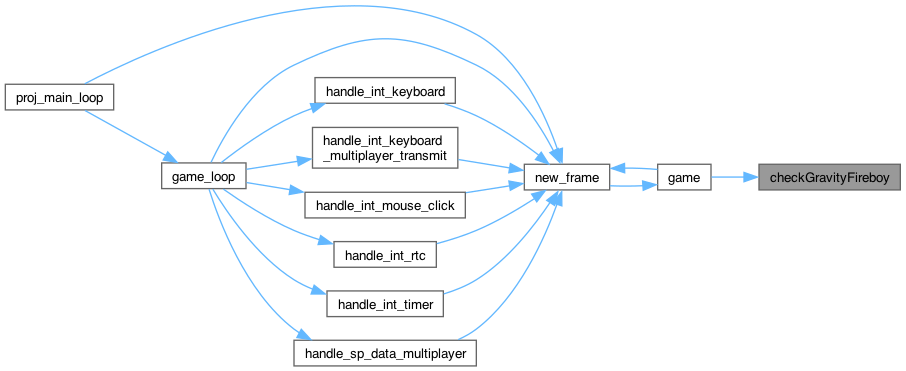 proj_main_loop
game_loop
handle_int_keyboard
handle_int_keyboard
_multiplayer_transmit
handle_int_mouse_click
handle_int_rtc
handle_int_timer
handle_sp_data_multiplayer
new_frame
game
checkGravityFireboy